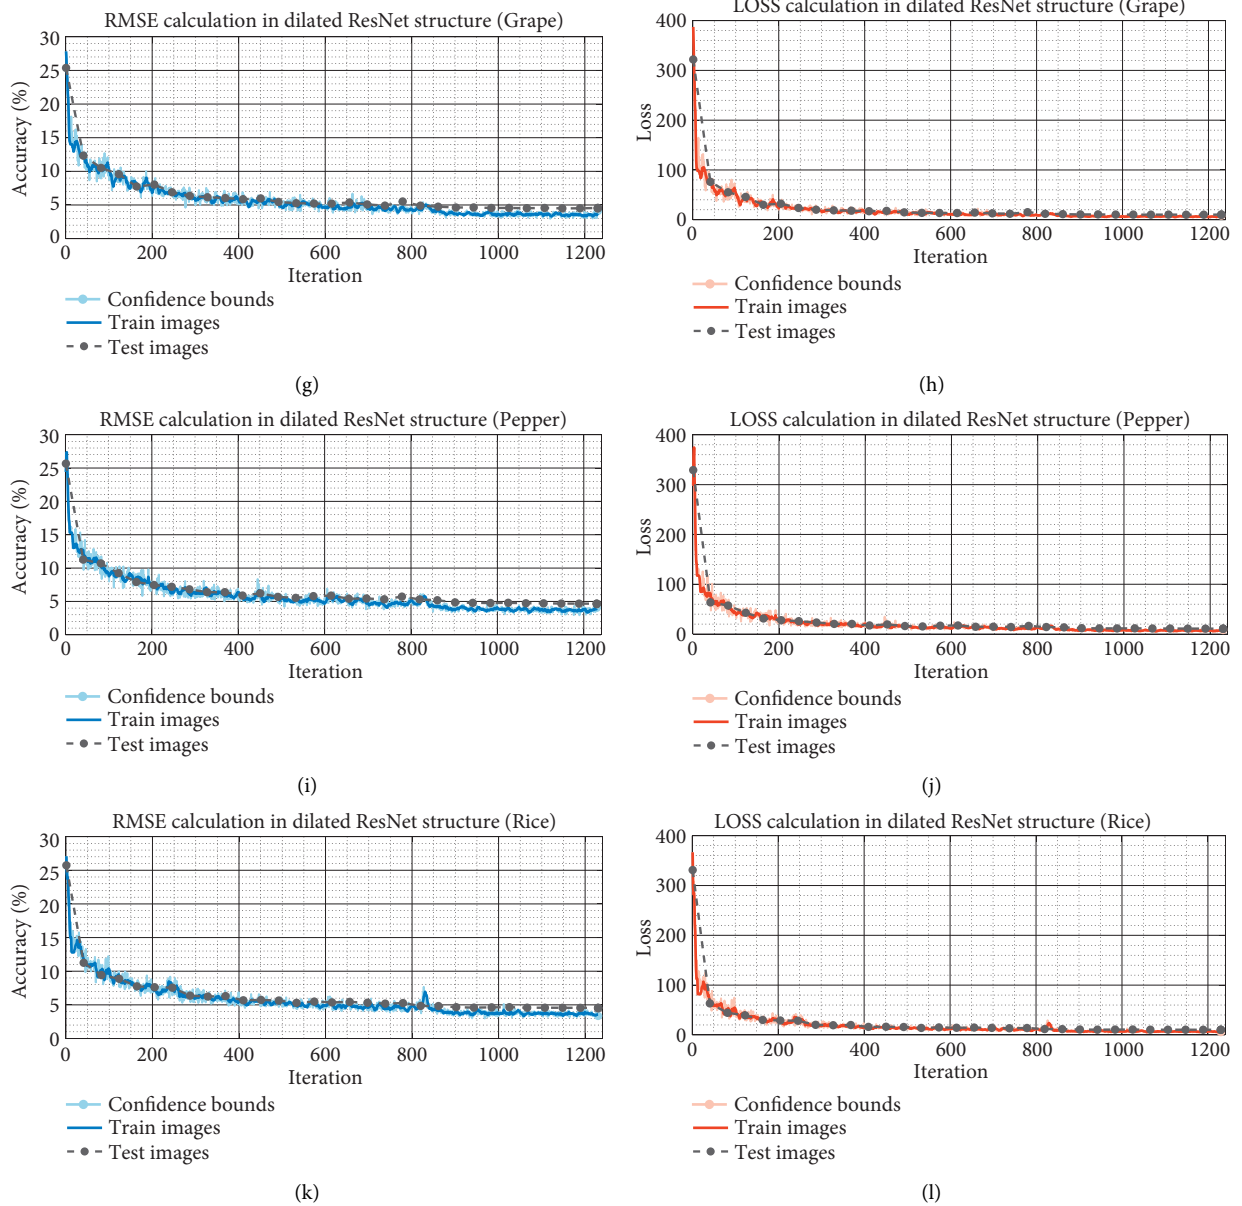 RMSE calculation in dilated ResNet structure (Grape)
30
25
20
15
10
5
0
Accuracy (%)
0 200 400 600 800 1000 1200
Iteration
Confidence bounds
Train images
Test images
(g)
LOSS calculation in dilated ResNet structure (Grape)
400
300
200
100
0
Loss
0 200 400 600 800 1000 1200
Iteration
Confidence bounds
Train images
Test images
(h)
RMSE calculation in dilated ResNet structure (Pepper)
30
25
20
15
10
5
0
Accuracy (%)
0 200 400 600 800 1000 1200
Iteration
Confidence bounds
Train images
Test images
(i)
LOSS calculation in dilated ResNet structure (Pepper)
400
300
200
100
0
Loss
0 200 400 600 800 1000 1200
Iteration
Confidence bounds
Train images
Test images
(j)
RMSE calculation in dilated ResNet structure (Rice)
30
25
20
15
10
5
0
Accuracy (%)
0 200 400 600 800 1000 1200
Iteration
Confidence bounds
Train images
Test images
(k)
LOSS calculation in dilated ResNet structure (Rice)
400
300
200
100
0
Loss
0 200 400 600 800 1000 1200
Iteration
Confidence bounds
Train images
Test images
(l)